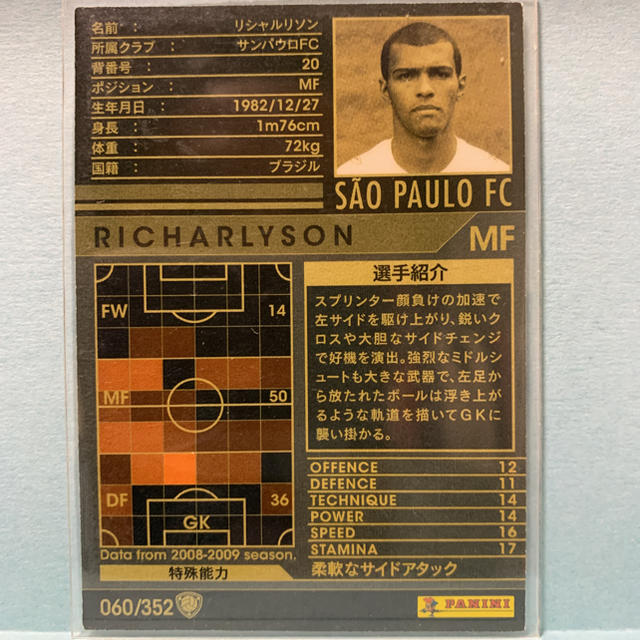 名前 : リシャルリソン
所属クラブ : サンパウロFC
背番号 : 20
ポジション : MF
生年月日 : 1982/12/27
身長 : 1m76cm
体重 : 72kg
国籍 : ブラジル
SÃO PAULO FC
RICHARLYSON MF
FW 14
MF 50
DF 36
GK
Data from 2008-2009 season.
特殊能力
選手紹介
スプリンター顔負けの加速で
左サイドを駆け上がり、鋭いク
ロスや大胆なサイドチェンジ
で好機を演出。強烈なミドルシ
ュートも大きな武器で、左足か
ら放たれたボールは浮き上が
るような軌道を描いてGKに
襲い掛かる。
OFFENCE 12
DEFENCE 11
TECHNIQUE 14
POWER 14
SPEED 16
STAMINA 17
柔軟なサイドアタック
060/352
PANINI